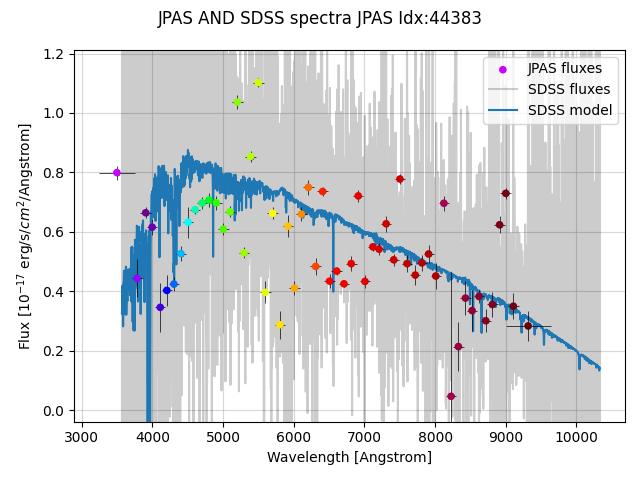 JPAS AND SDSS spectra JPAS Idx:44383
JPAS fluxes
SDSS fluxes
SDSS model
1.2
1.0
0.8
0.6
0.4
0.2
0.0
Flux [10⁻¹⁷ erg/s/cm²/Angstrom]
3000 4000 5000 6000 7000 8000 9000 10000
Wavelength [Angstrom]